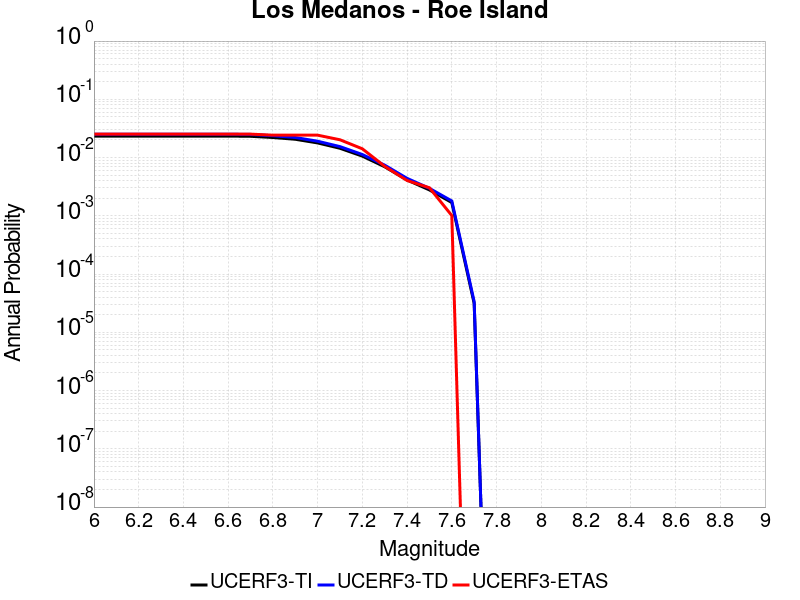 Los Medanos - Roe Island
10^0
10^-1
10^-2
10^-3
10^-4
10^-5
10^-6
10^-7
10^-8
Annual Probability
6 6.2 6.4 6.6 6.8 7 7.2 7.4 7.6 7.8 8 8.2 8.4 8.6 8.8 9
Magnitude
UCERF3-TI UCERF3-TD UCERF3-ETAS